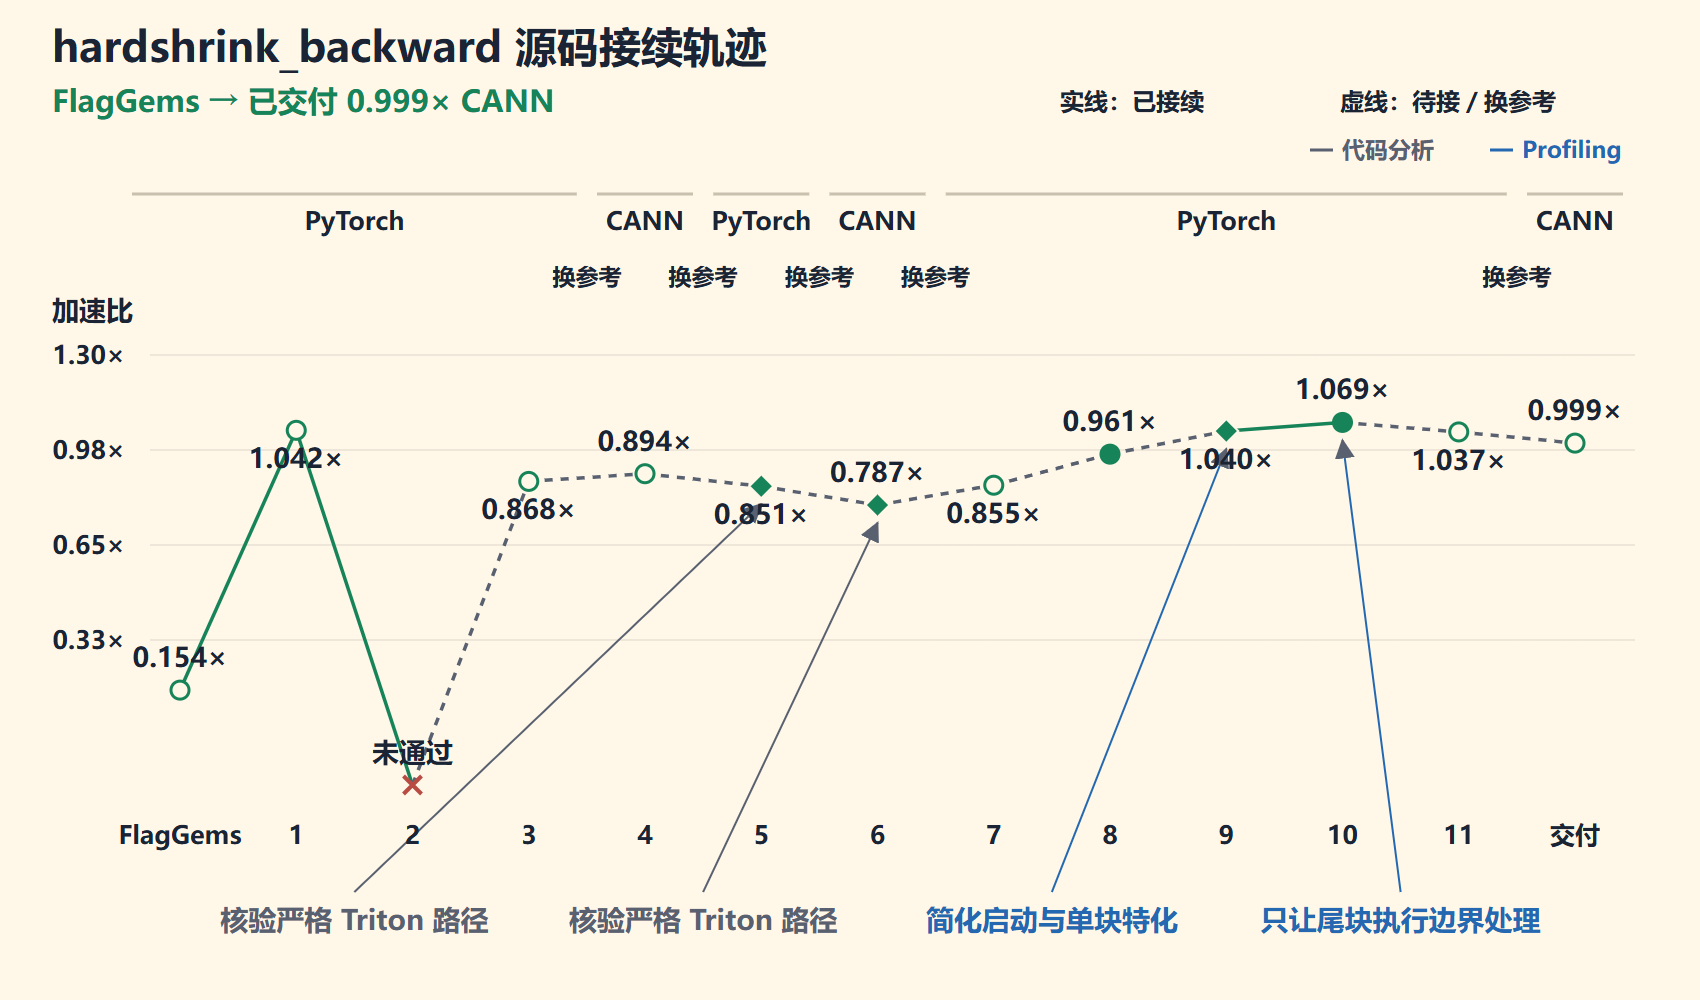 hardshrink_backward 源码接续轨迹
FlagGems → 已交付 0.999× CANN
实线：已接续
虚线：待接 / 换参考
代码分析
Profiling
PyTorch
CANN
PyTorch
CANN
PyTorch
CANN
换参考
换参考
换参考
换参考
换参考
加速比
1.30×
0.98×
0.65×
0.33×
0.154×
1.042×
未通过
0.868×
0.894×
0.851×
0.787×
0.855×
0.961×
1.040×
1.069×
1.037×
0.999×
FlagGems
1
2
3
4
5
6
7
8
9
10
11
交付
核验严格 Triton 路径
核验严格 Triton 路径
简化启动与单块特化
只让尾块执行边界处理